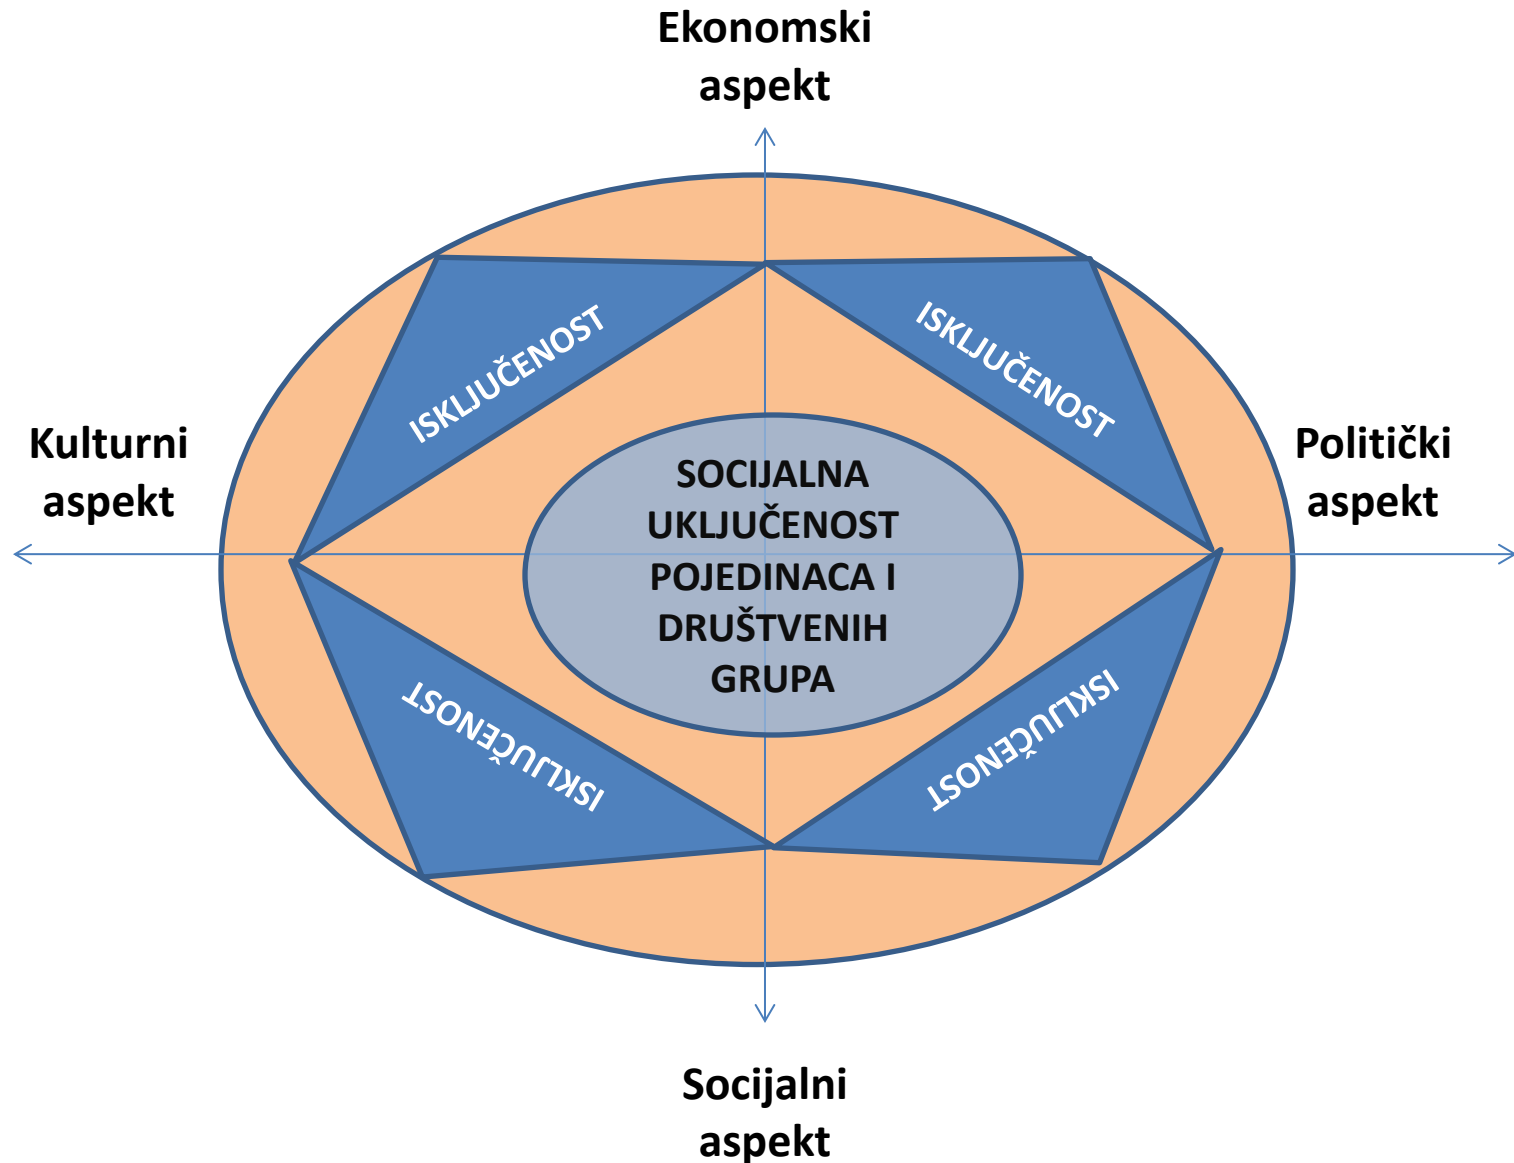 Ekonomski
aspekt
ISKLJUČENOST
ISKLJUČENOST
Kulturni
aspekt
SOCIJALNA
UKLJUČENOST
POJEDINACA I
DRUŠTVENIH
GRUPA
Politički
aspekt
ISKLJUČENOST
ISKLJUČENOST
Socijalni
aspekt